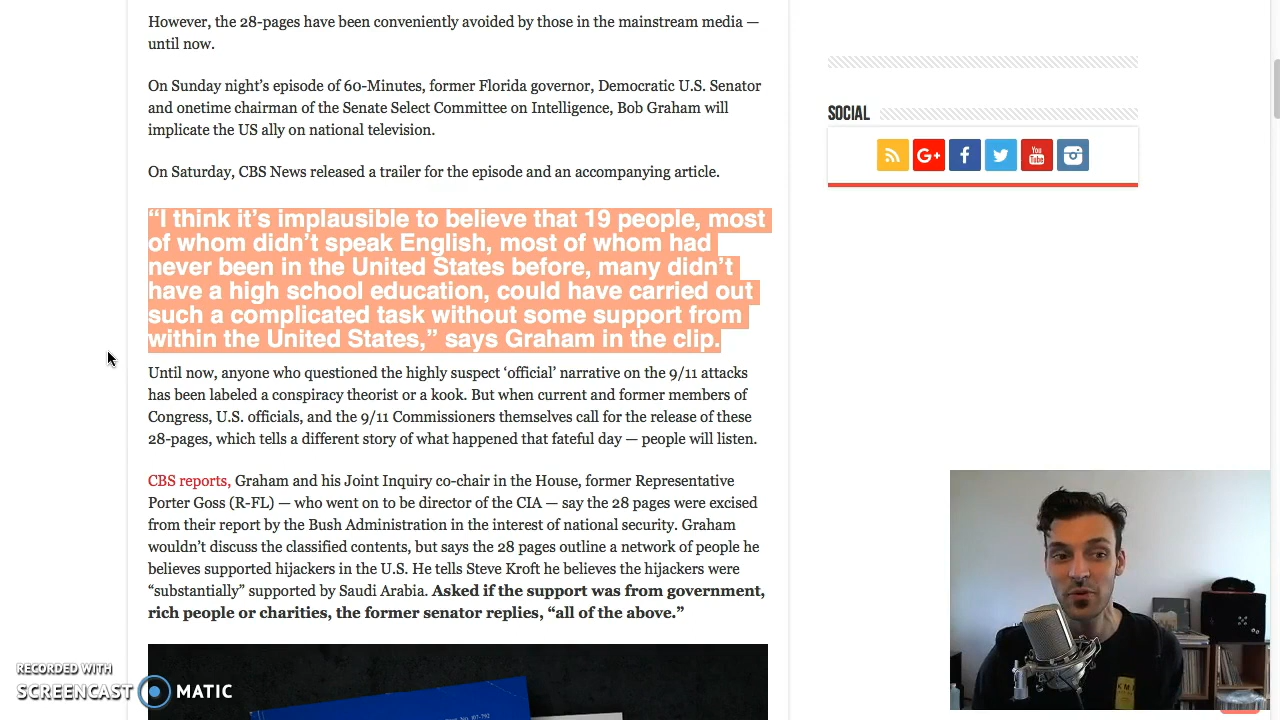 However, the 28-pages have been conveniently avoided by those in the mainstream media —
until now.
On Sunday night’s episode of 60-Minutes, former Florida governor, Democratic U.S. Senator
and onetime chairman of the Senate Select Committee on Intelligence, Bob Graham will
implicate the US ally on national television.
On Saturday, CBS News released a trailer for the episode and an accompanying article.
“I think it’s implausible to believe that 19 people, most
of whom didn’t speak English, most of whom had
never been in the United States before, many didn’t
have a high school education, could have carried out
such a complicated task without some support from
within the United States,” says Graham in the clip.
Until now, anyone who questioned the highly suspect ‘official’ narrative on the 9/11 attacks
has been labeled a conspiracy theorist or a kook. But when current and former members of
Congress, U.S. officials, and the 9/11 Commissioners themselves call for the release of these
28-pages, which tells a different story of what happened that fateful day — people will listen.
CBS reports, Graham and his Joint Inquiry co-chair in the House, former Representative
Porter Goss (R-FL) — who went on to be director of the CIA — say the 28 pages were excised
from their report by the Bush Administration in the interest of national security. Graham
wouldn’t discuss the classified contents, but says the 28 pages outline a network of people he
believes supported hijackers in the U.S. He tells Steve Kroft he believes the hijackers were
“substantially” supported by Saudi Arabia. Asked if the support was from government,
rich people or charities, the former senator replies, “all of the above.”
SOCIAL
G+
You
Tube
RECORDED WITH
SCREENCAST MATIC